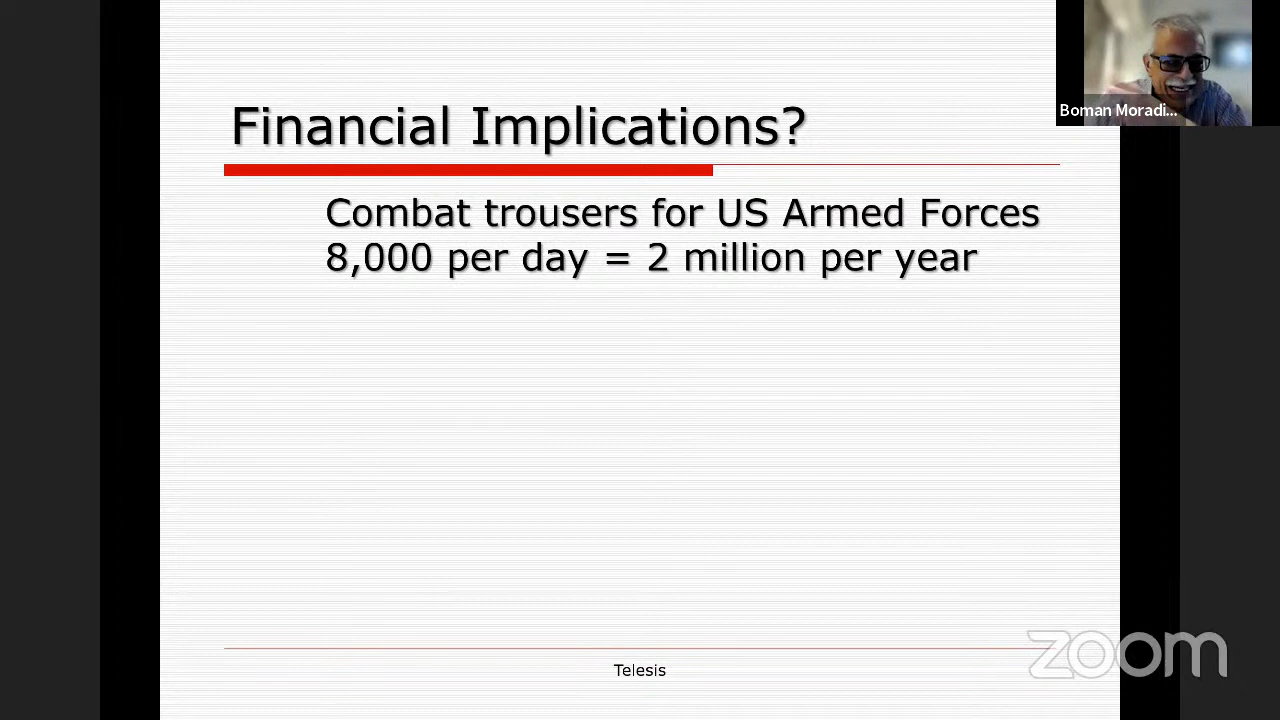 Financial Implications?
Boman Moradi...
Combat trousers for US Armed Forces
8,000 per day = 2 million per year
Telesis
zoom